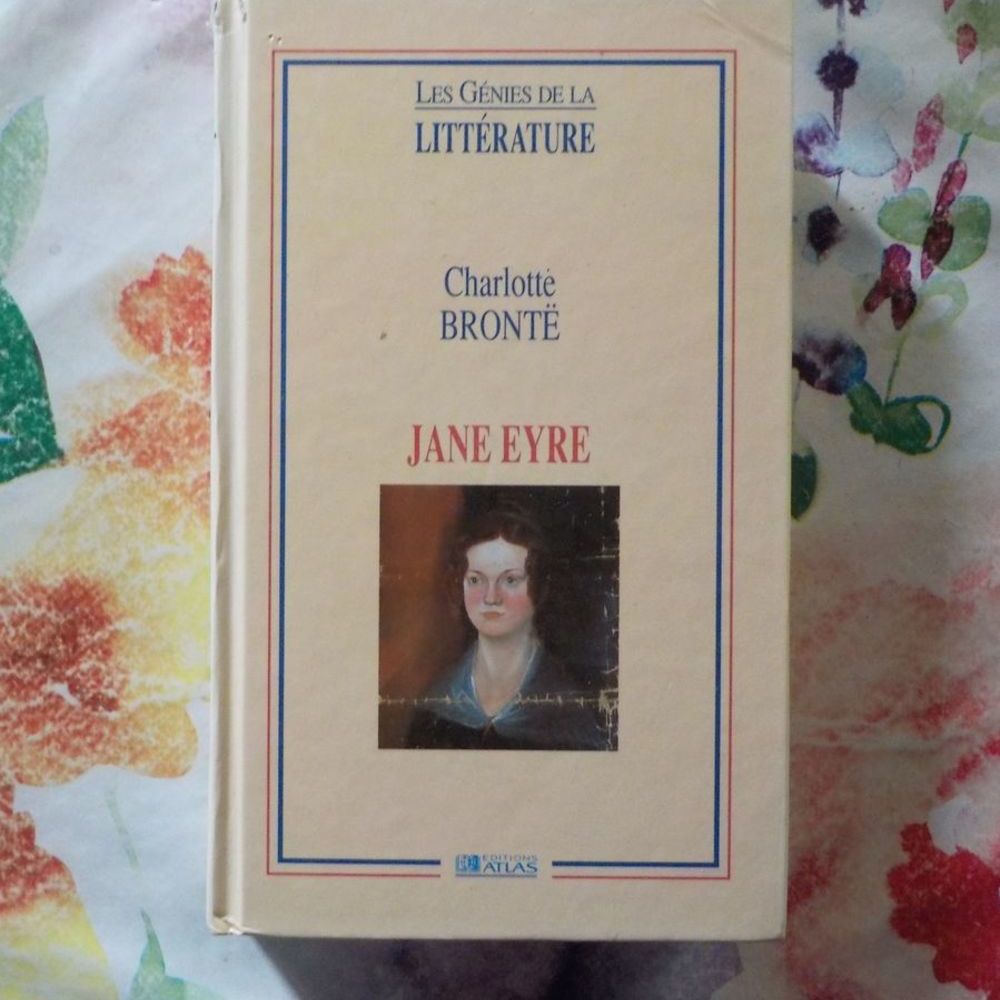 LES GÉNIES DE LA
LITTÉRATURE
Charlotte
BRONTË
JANE EYRE
EDITIONS
ATLAS